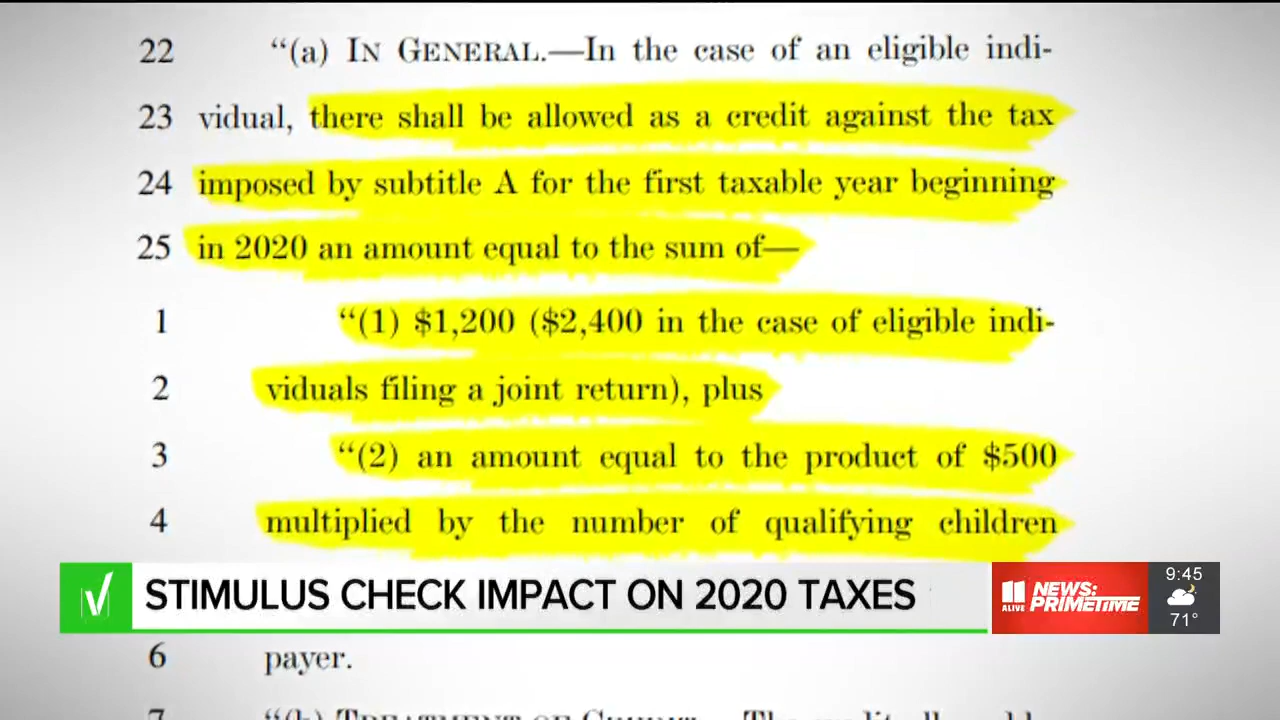 22 “(a) IN GENERAL.—In the case of an eligible indi-
23 vidual, there shall be allowed as a credit against the tax
24 imposed by subtitle A for the first taxable year beginning
25 in 2020 an amount equal to the sum of—
1 “(1) $1,200 ($2,400 in the case of eligible indi-
2 viduals filing a joint return), plus
3 “(2) an amount equal to the product of $500
4 multiplied by the number of qualifying children
STIMULUS CHECK IMPACT ON 2020 TAXES
11 ALIVE
NEWS:
PRIMETIME
9:45
71°
6 payer.